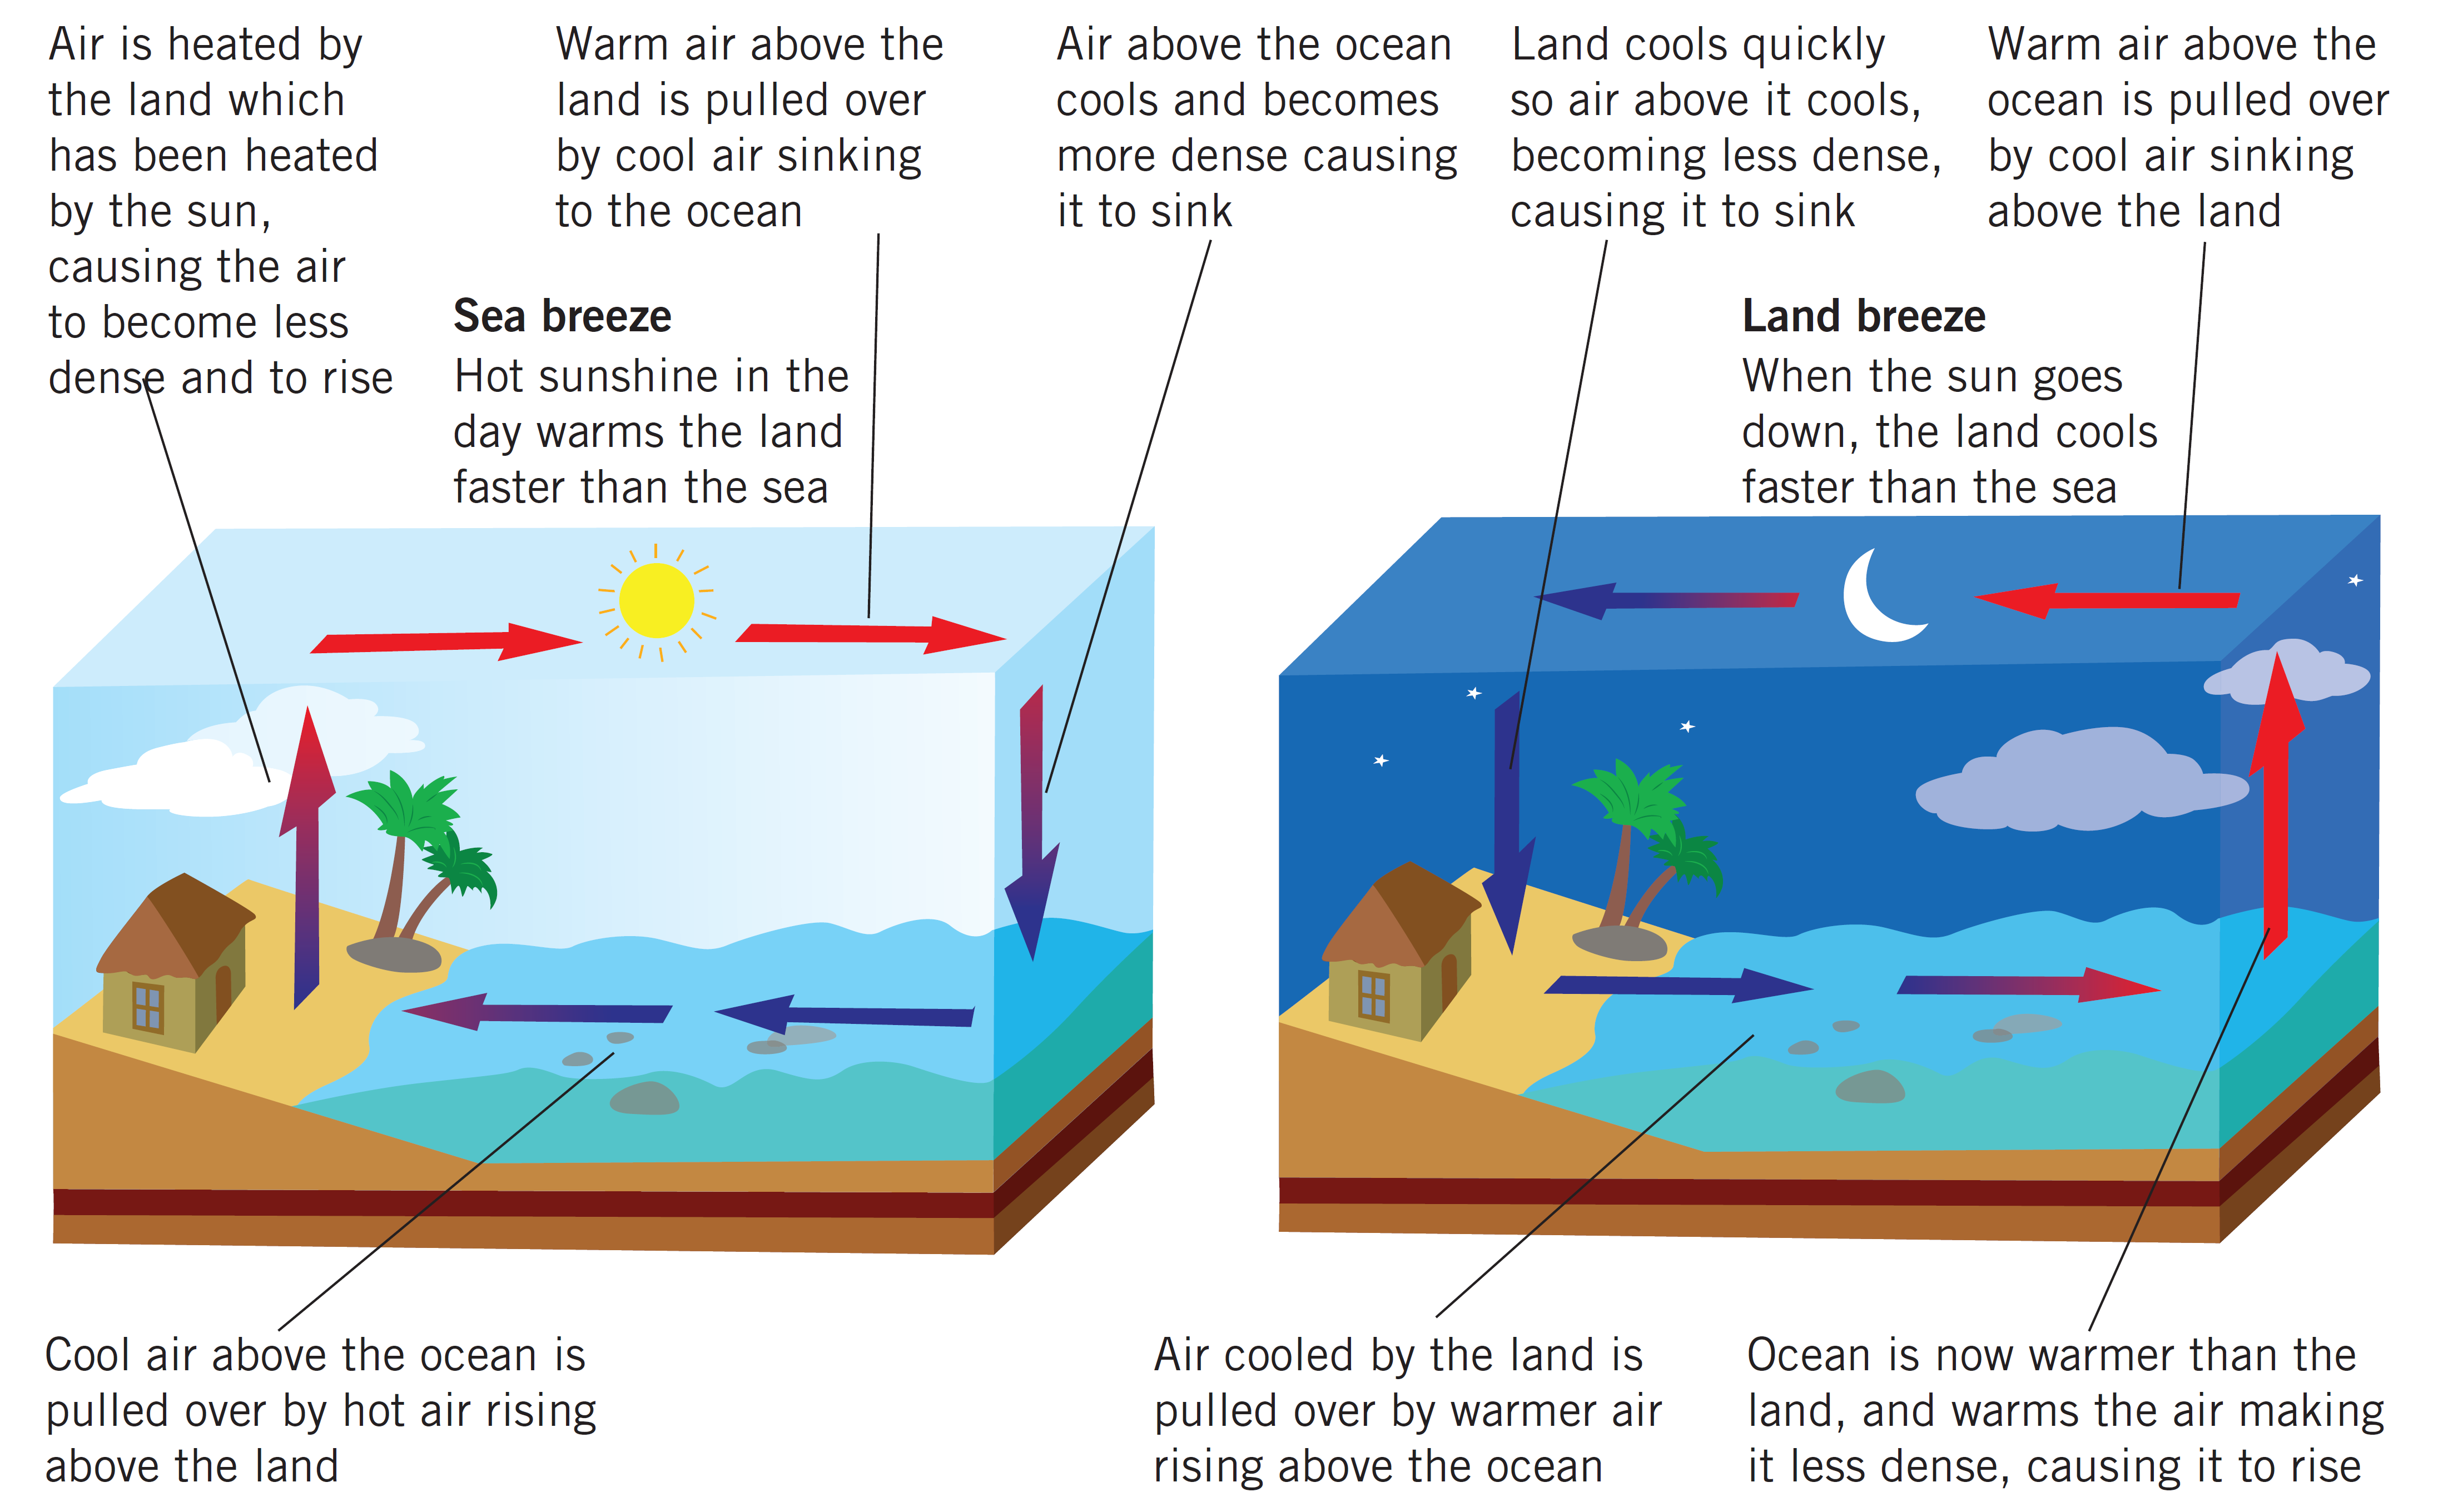 Air is heated by
the land which
has been heated
by the sun,
causing the air
to become less
dense and to rise
Warm air above the
land is pulled over
by cool air sinking
to the ocean
Air above the ocean
cools and becomes
more dense causing
it to sink
Land cools quickly
so air above it cools,
becoming less dense,
causing it to sink
Warm air above the
ocean is pulled over
by cool air sinking
above the land
Sea breeze
Hot sunshine in the
day warms the land
faster than the sea
Land breeze
When the sun goes
down, the land cools
faster than the sea
Cool air above the ocean is
pulled over by hot air rising
above the land
Air cooled by the land is
pulled over by warmer air
rising above the ocean
Ocean is now warmer than the
land, and warms the air making
it less dense, causing it to rise